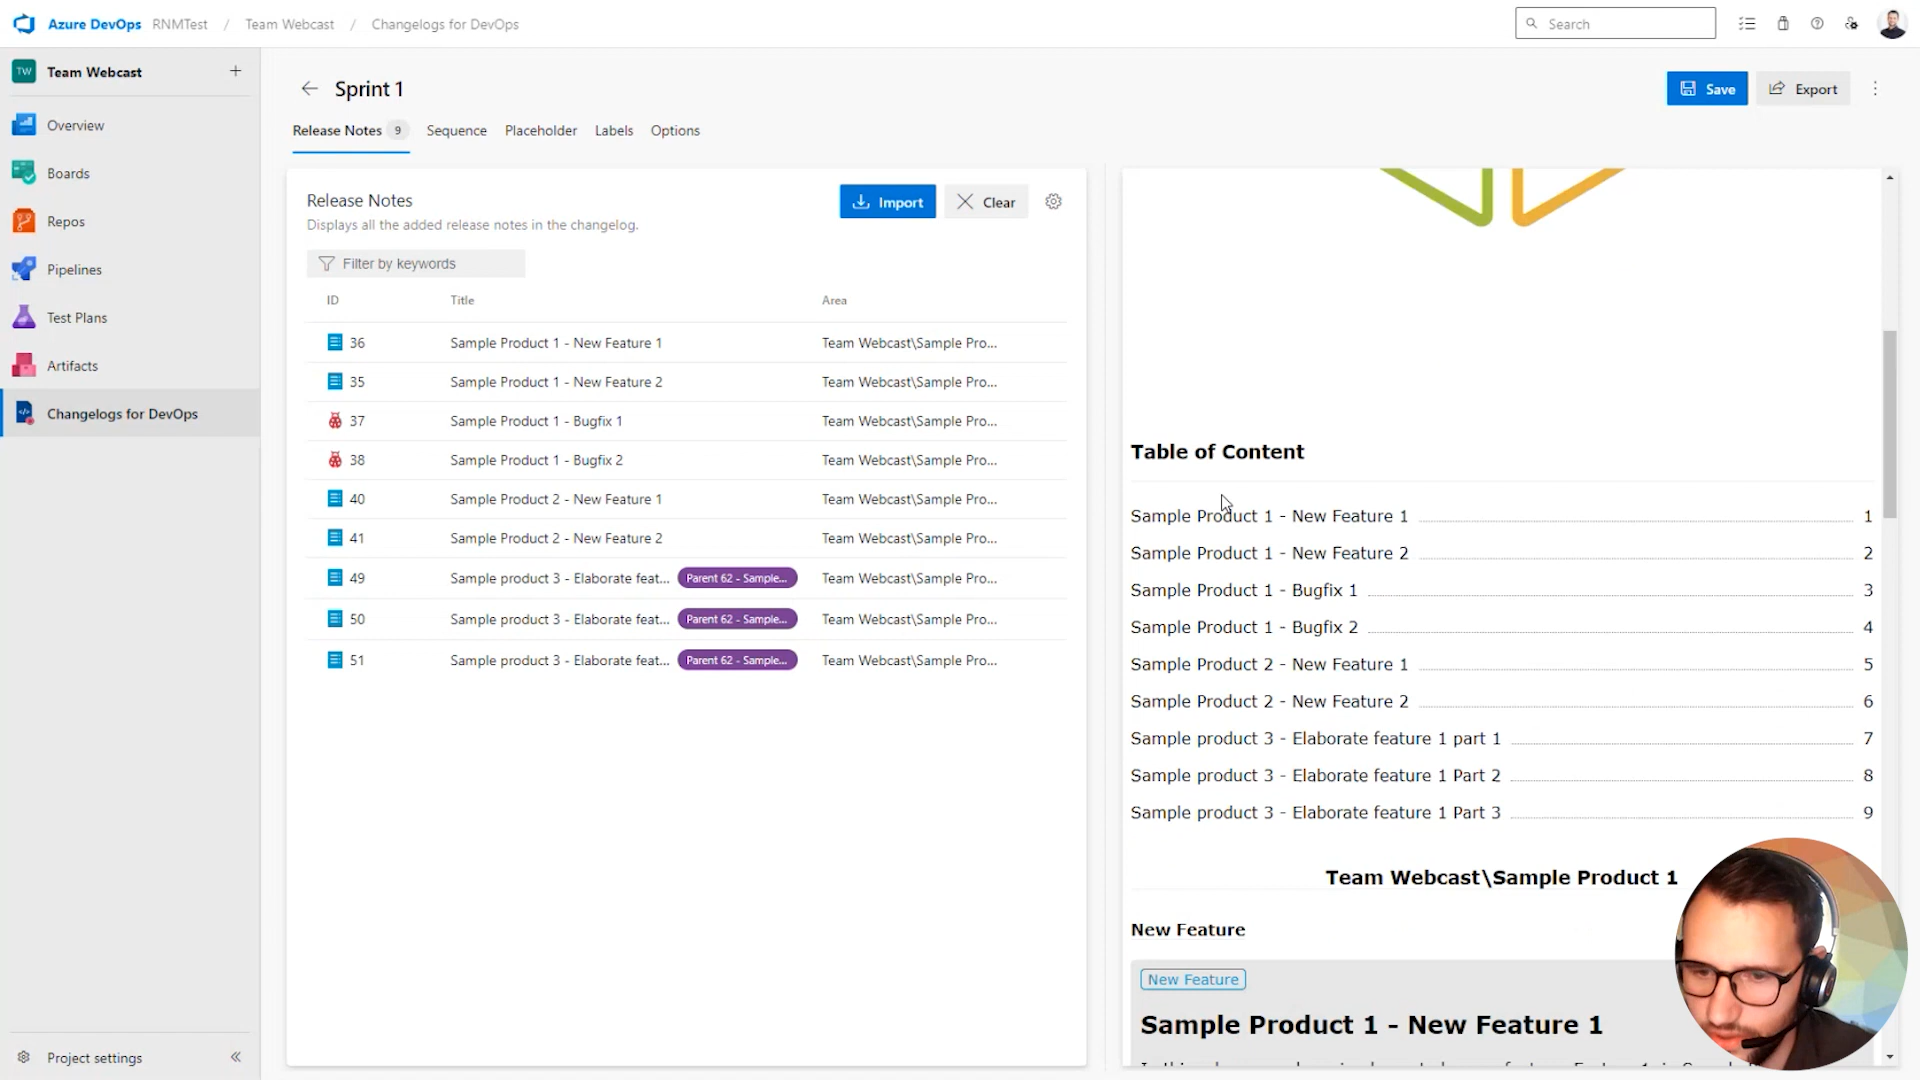 Azure DevOps RNMTest / Team Webcast / Changelogs for DevOps
Search
TW Team Webcast +
Overview
Boards
Repos
Pipelines
Test Plans
Artifacts
Changelogs for DevOps
Project settings
Sprint 1
Save Export
Release Notes 9 Sequence Placeholder Labels Options
Release Notes
Displays all the added release notes in the changelog.
Import Clear
Filter by keywords
ID Title Area
36 Sample Product 1 - New Feature 1 Team Webcast\Sample Pro...
35 Sample Product 1 - New Feature 2 Team Webcast\Sample Pro...
37 Sample Product 1 - Bugfix 1 Team Webcast\Sample Pro...
38 Sample Product 1 - Bugfix 2 Team Webcast\Sample Pro...
40 Sample Product 2 - New Feature 1 Team Webcast\Sample Pro...
41 Sample Product 2 - New Feature 2 Team Webcast\Sample Pro...
49 Sample product 3 - Elaborate feat... Parent 62 - Sample... Team Webcast\Sample Pro...
50 Sample product 3 - Elaborate feat... Parent 62 - Sample... Team Webcast\Sample Pro...
51 Sample product 3 - Elaborate feat... Parent 62 - Sample... Team Webcast\Sample Pro...
Table of Content
Sample Product 1 - New Feature 1 1
Sample Product 1 - New Feature 2 2
Sample Product 1 - Bugfix 1 3
Sample Product 1 - Bugfix 2 4
Sample Product 2 - New Feature 1 5
Sample Product 2 - New Feature 2 6
Sample product 3 - Elaborate feature 1 part 1 7
Sample product 3 - Elaborate feature 1 Part 2 8
Sample product 3 - Elaborate feature 1 Part 3 9
Team Webcast\Sample Product 1
New Feature
New Feature
Sample Product 1 - New Feature 1